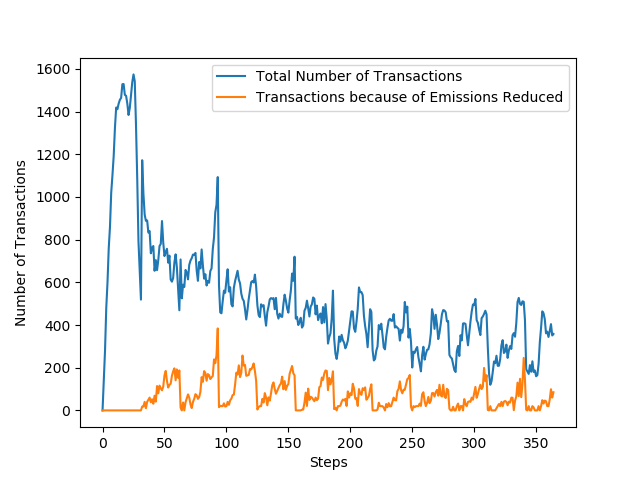 1600
1400
1200
1000
800
600
400
200
0
Number of Transactions
Total Number of Transactions
Transactions because of Emissions Reduced
0 50 100 150 200 250 300 350
Steps